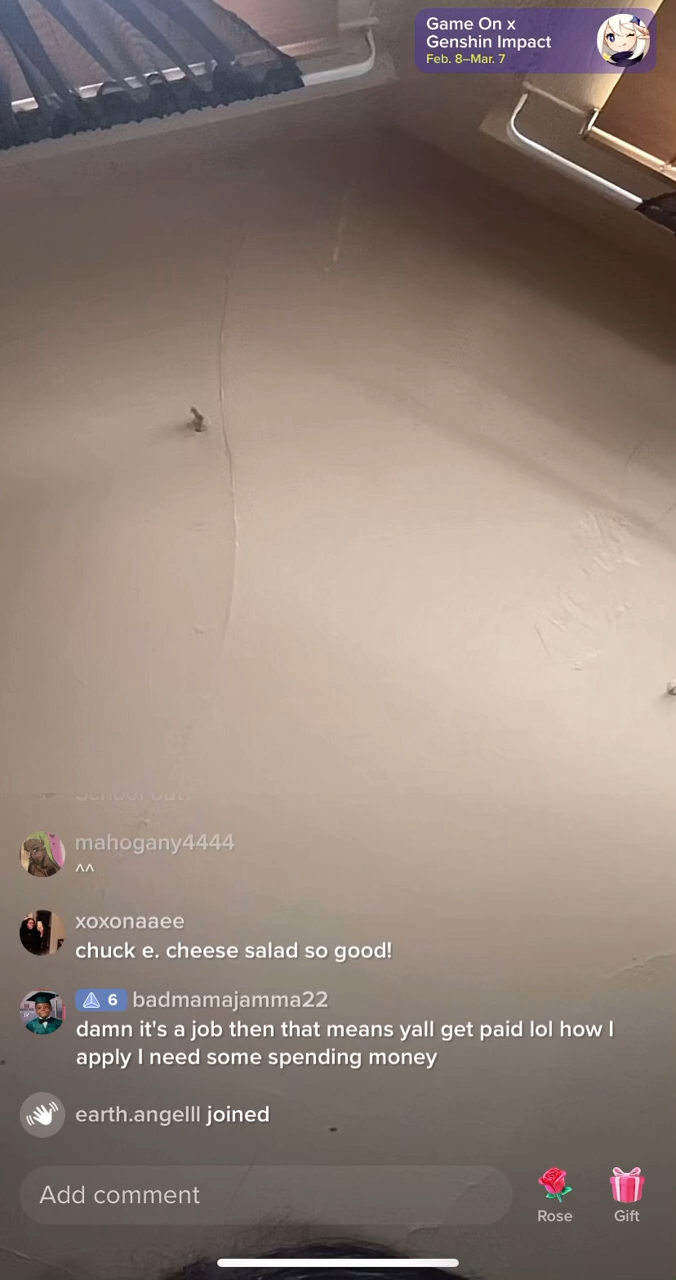 Game On x
Genshin Impact
Feb. 8–Mar. 7
School out?
mahogany4444
^^
xoxonaaee
chuck e. cheese salad so good!
6 badmamajamma22
damn it's a job then that means yall get paid lol how I
apply I need some spending money
earth.angelll joined
Add comment
Rose
Gift